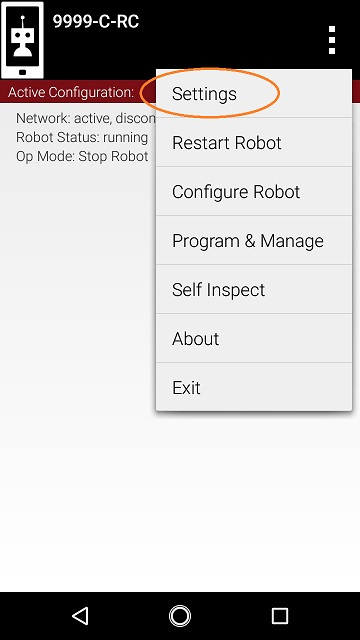 9999-C-RC
Active Configuration:
Network: active, discon
Robot Status: running
Op Mode: Stop Robot
Settings
Restart Robot
Configure Robot
Program & Manage
Self Inspect
About
Exit